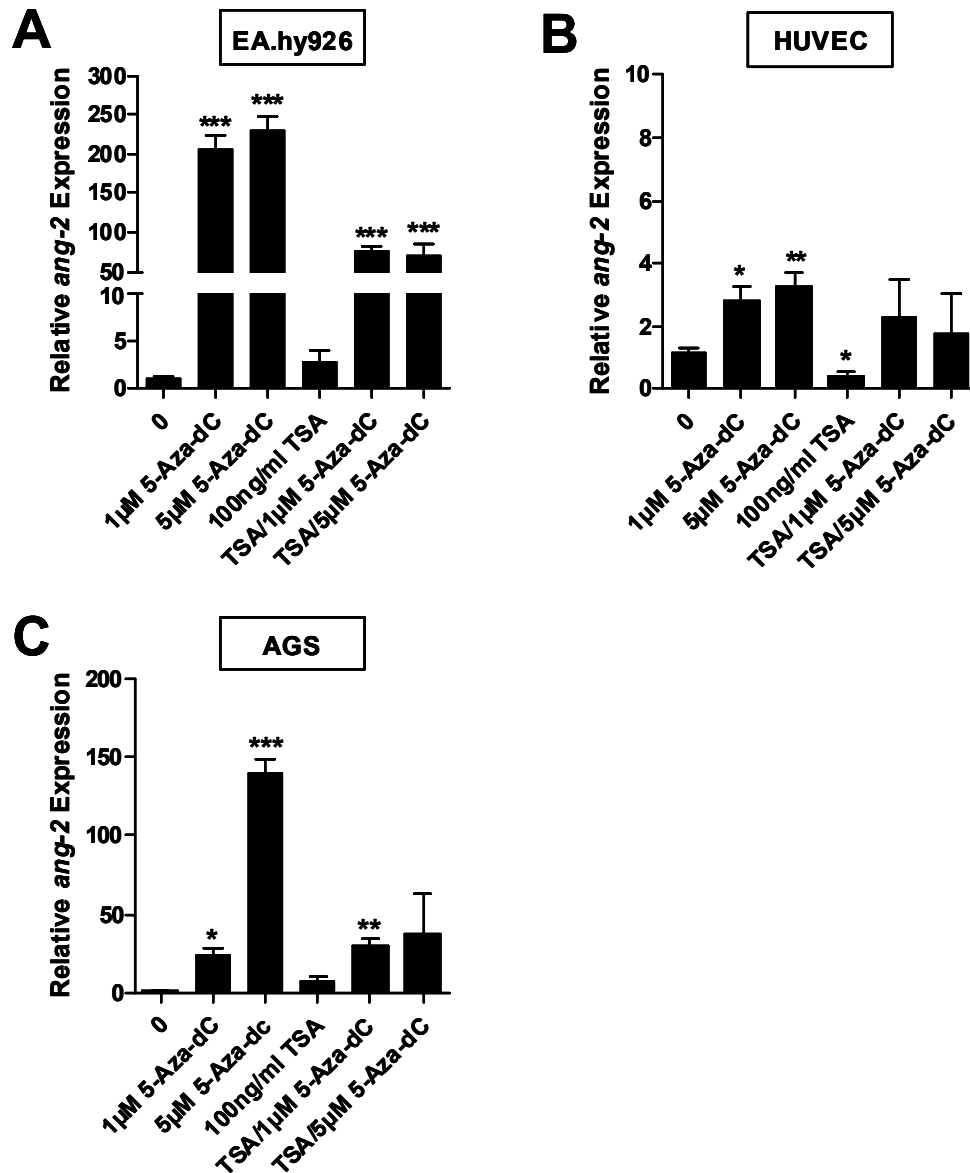 A
EA.hy926
Relative ang-2 Expression
300
250
200
150
100
50
10
5
0
***
***
***
***
0
1µM 5-Aza-dC
5µM 5-Aza-dC
100ng/ml TSA
TSA/1µM 5-Aza-dC
TSA/5µM 5-Aza-dC
B
HUVEC
Relative ang-2 Expression
10
8
6
4
2
0
*
**
*
0
1µM 5-Aza-dC
5µM 5-Aza-dC
100ng/ml TSA
TSA/1µM 5-Aza-dC
TSA/5µM 5-Aza-dC
C
AGS
Relative ang-2 Expression
200
150
100
50
0
*
***
**
0
1µM 5-Aza-dC
5µM 5-Aza-dc
100ng/ml TSA
TSA/1µM 5-Aza-dC
TSA/5µM 5-Aza-dC